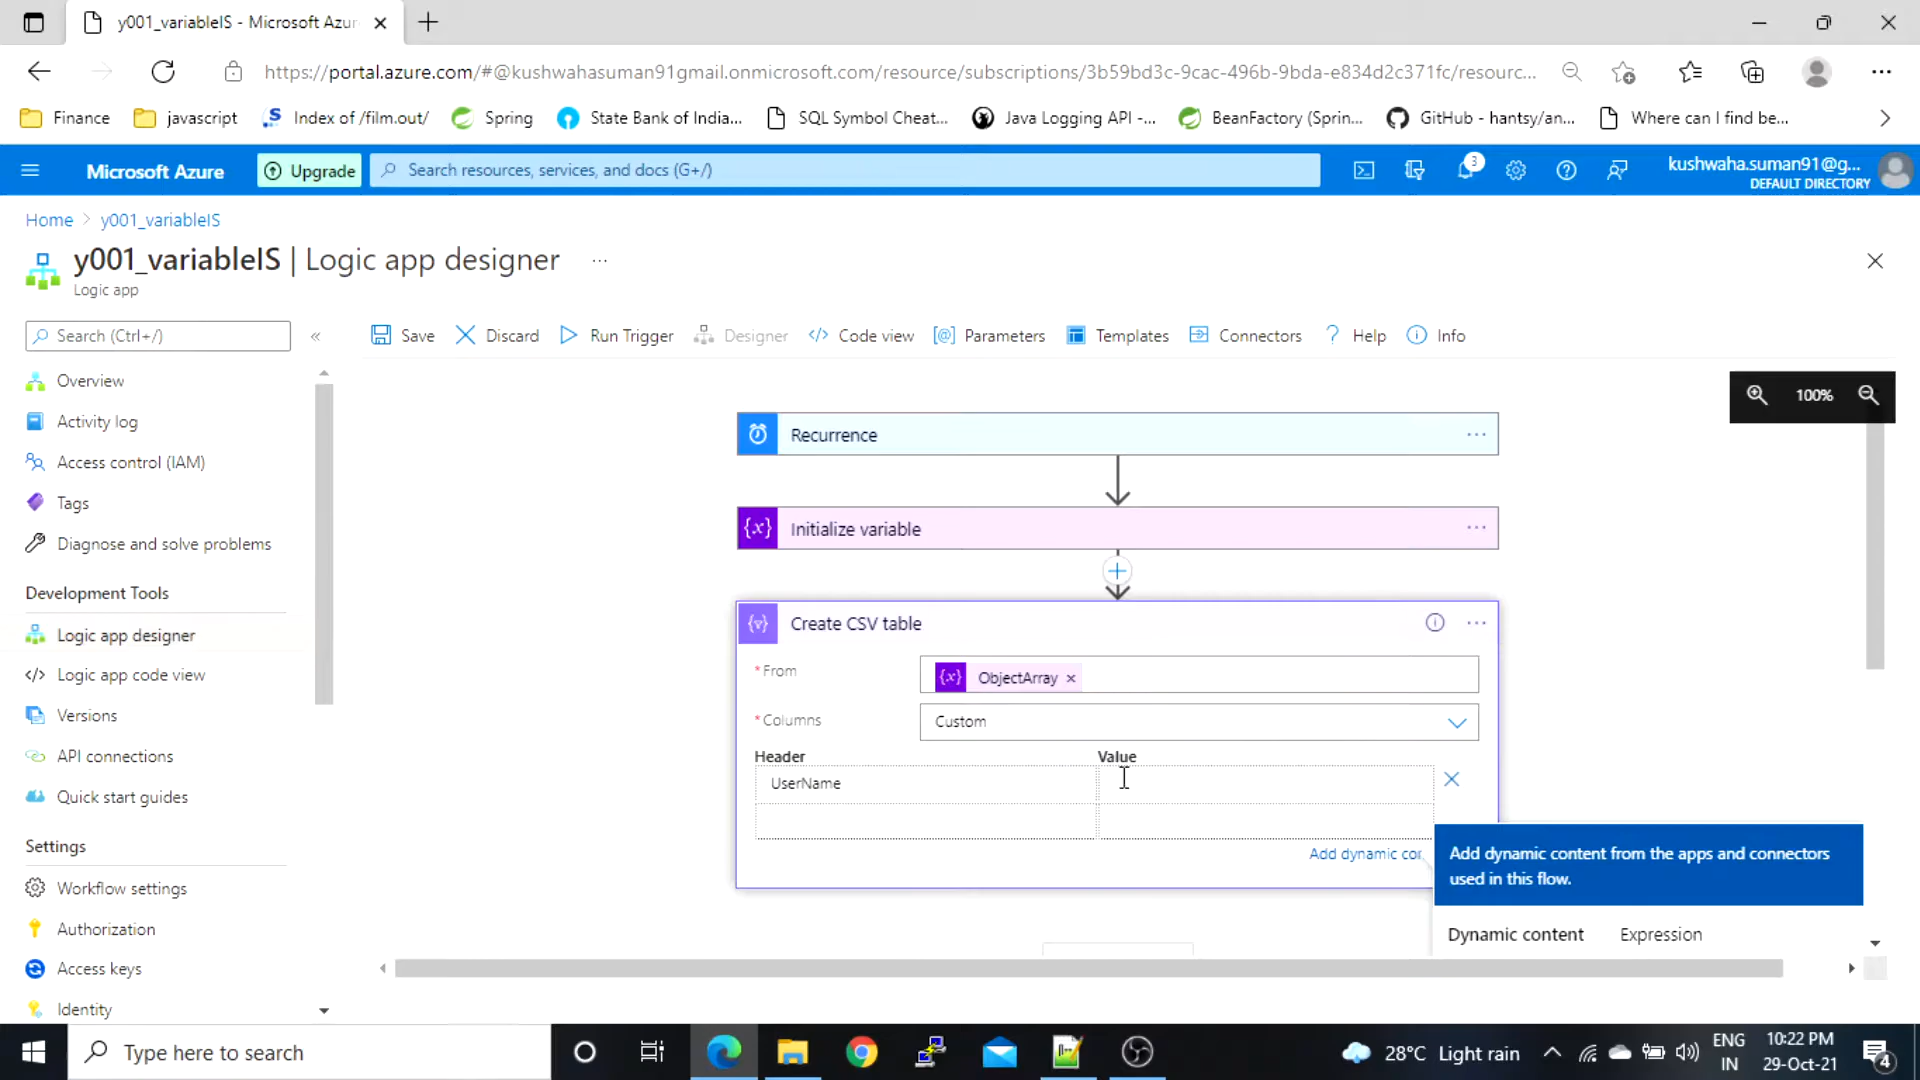 y001_variableIS - Microsoft Azur
https://portal.azure.com/#@kushwahasuman91gmail.onmicrosoft.com/resource/subscriptions/3b59bd3c-9cac-496b-9bda-e834d2c371fc/resourc...
Finance
javascript
Index of /film.out/
Spring
State Bank of India...
SQL Symbol Cheat...
Java Logging API -...
BeanFactory (Sprin...
GitHub - hantsy/an...
Where can I find be...
Microsoft Azure
Upgrade
Search resources, services, and docs (G+/)
3
kushwaha.suman91@g...
DEFAULT DIRECTORY
Home > y001_variableIS
y001_variableIS | Logic app designer ...
Logic app
Search (Ctrl+/)
«
Save
Discard
Run Trigger
Designer
Code view
Parameters
Templates
Connectors
Help
Info
Overview
Activity log
Access control (IAM)
Tags
Diagnose and solve problems
Development Tools
Logic app designer
Logic app code view
Versions
API connections
Quick start guides
Settings
Workflow settings
Authorization
Access keys
Identity
100%
Recurrence
Initialize variable
Create CSV table
*From
ObjectArray ×
*Columns
Custom
Header
Value
UserName
Add dynamic cor
Add dynamic content from the apps and connectors
used in this flow.
Dynamic content
Expression
Type here to search
28°C Light rain
ENG
IN
10:22 PM
29-Oct-21
4